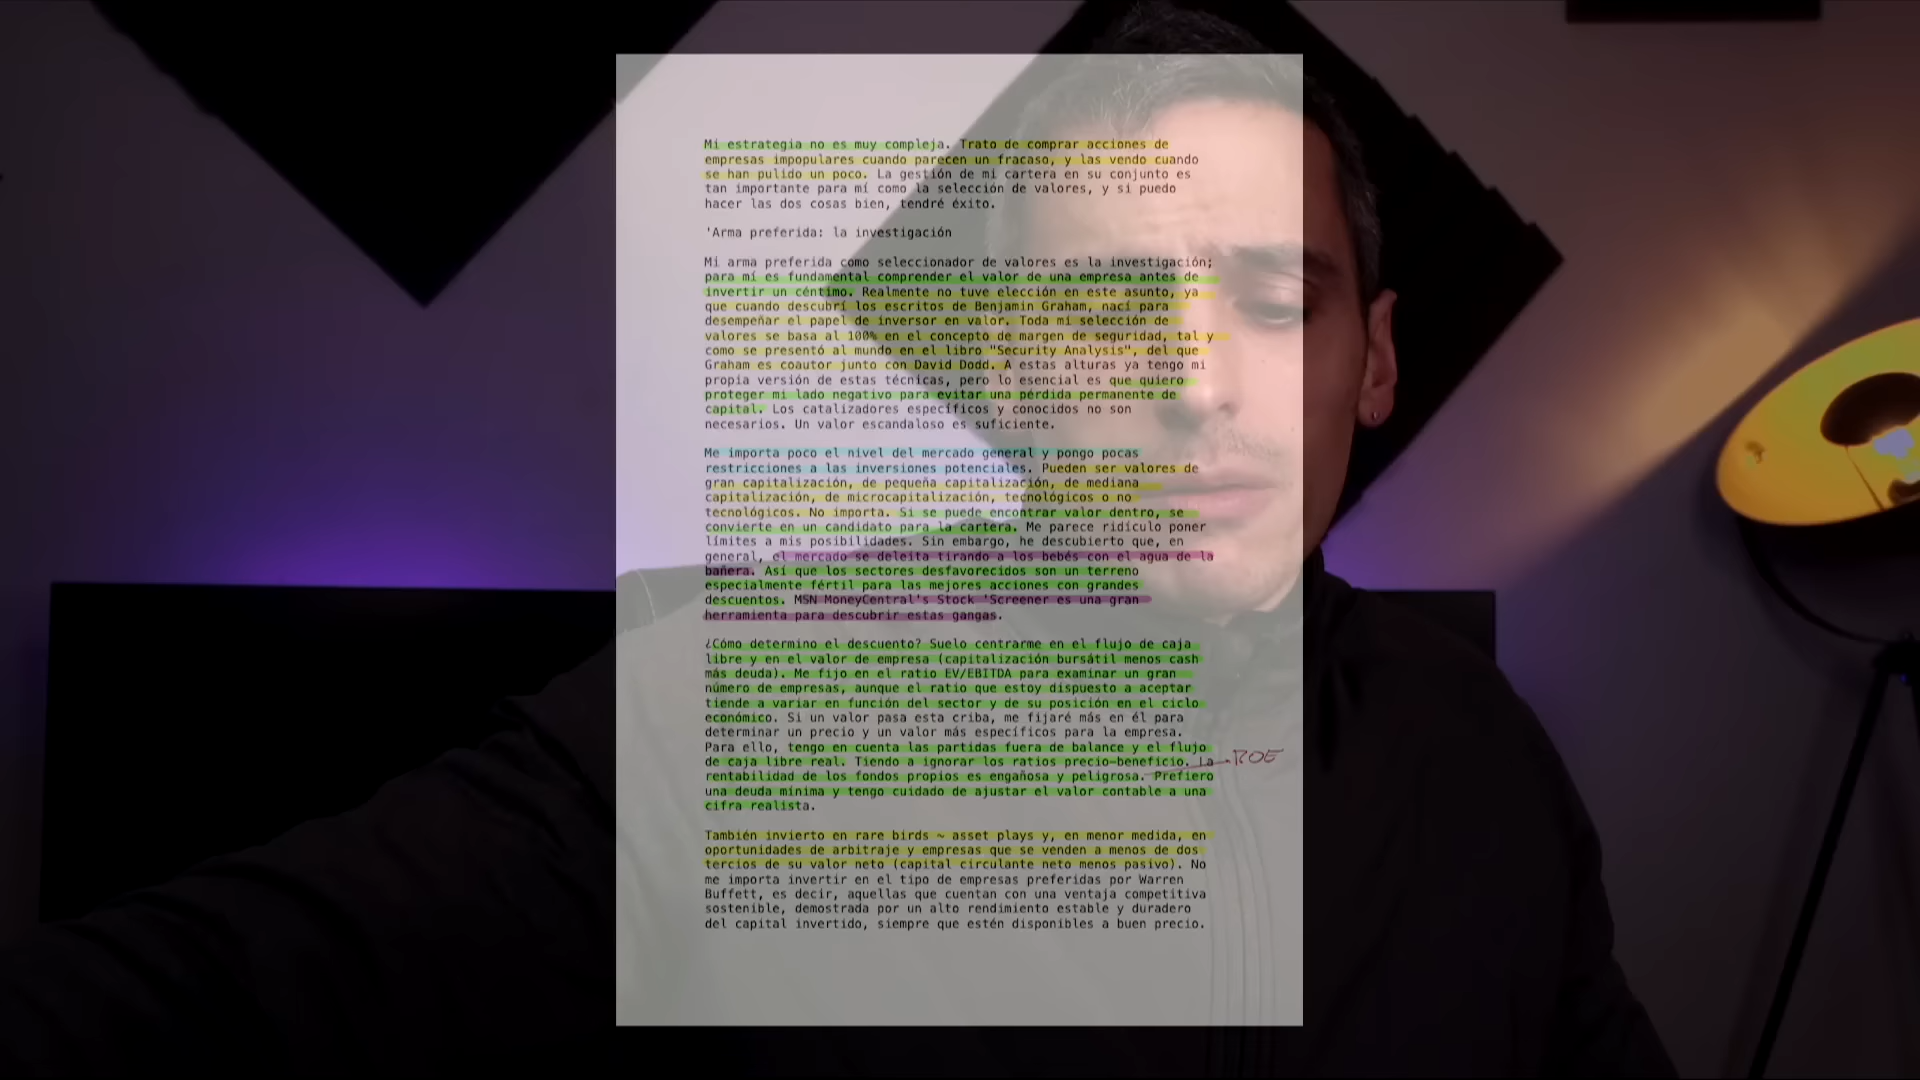 Mi estrategia no es muy compleja. Trato de comprar acciones de
empresas impopulares cuando parecen un fracaso, y las vendo cuando
se han pulido un poco. La gestión de mi cartera en su conjunto es
tan importante para mí como la selección de valores, y si puedo
hacer las dos cosas bien, tendré éxito.
'Arma preferida: la investigación
Mi arma preferida como seleccionador de valores es la investigación;
para mí es fundamental comprender el valor de una empresa antes de
invertir un céntimo. Realmente no tuve elección en este asunto, ya
que cuando descubrí los escritos de Benjamin Graham, nací para
desempeñar el papel de inversor en valor. Toda mi selección de
valores se basa al 100% en el concepto de margen de seguridad, tal y
como se presentó al mundo en el libro "Security Analysis", del que
Graham es coautor junto con David Dodd. A estas alturas ya tengo mi
propia versión de estas técnicas, pero lo esencial es que quiero
proteger mi lado negativo para evitar una pérdida permanente de
capital. Los catalizadores específicos y conocidos no son
necesarios. Un valor escandaloso es suficiente.
Me importa poco el nivel del mercado general y pongo pocas
restricciones a las inversiones potenciales. Pueden ser valores de
gran capitalización, de pequeña capitalización, de mediana
capitalización, de microcapitalización, tecnológicos o no
tecnológicos. No importa. Si se puede encontrar valor dentro, se
convierte en un candidato para la cartera. Me parece ridículo poner
límites a mis posibilidades. Sin embargo, he descubierto que, en
general, el mercado se deleita tirando a los bebés con el agua de la
bañera. Así que los sectores desfavorecidos son un terreno
especialmente fértil para las mejores acciones con grandes
descuentos. MSN MoneyCentral's Stock 'Screener es una gran
herramienta para descubrir estas gangas.
¿Cómo determino el descuento? Suelo centrarme en el flujo de caja
libre y en el valor de empresa (capitalización bursátil menos cash
más deuda). Me fijo en el ratio EV/EBITDA para examinar un gran
número de empresas, aunque el ratio que estoy dispuesto a aceptar
tiende a variar en función del sector y de su posición en el ciclo
económico. Si un valor pasa esta criba, me fijaré más en él para
determinar un precio y un valor más específicos para la empresa.
Para ello, tengo en cuenta las partidas fuera de balance y el flujo
de caja libre real. Tiendo a ignorar los ratios precio-beneficio. La
ROE
rentabilidad de los fondos propios es engañosa y peligrosa. Prefiero
una deuda mínima y tengo cuidado de ajustar el valor contable a una
cifra realista.
También invierto en rare birds ~ asset plays y, en menor medida, en
oportunidades de arbitraje y empresas que se venden a menos de dos
tercios de su valor neto (capital circulante neto menos pasivo). No
me importa invertir en el tipo de empresas preferidas por Warren
Buffett, es decir, aquellas que cuentan con una ventaja competitiva
sostenible, demostrada por un alto rendimiento estable y duradero
del capital invertido, siempre que estén disponibles a buen precio.